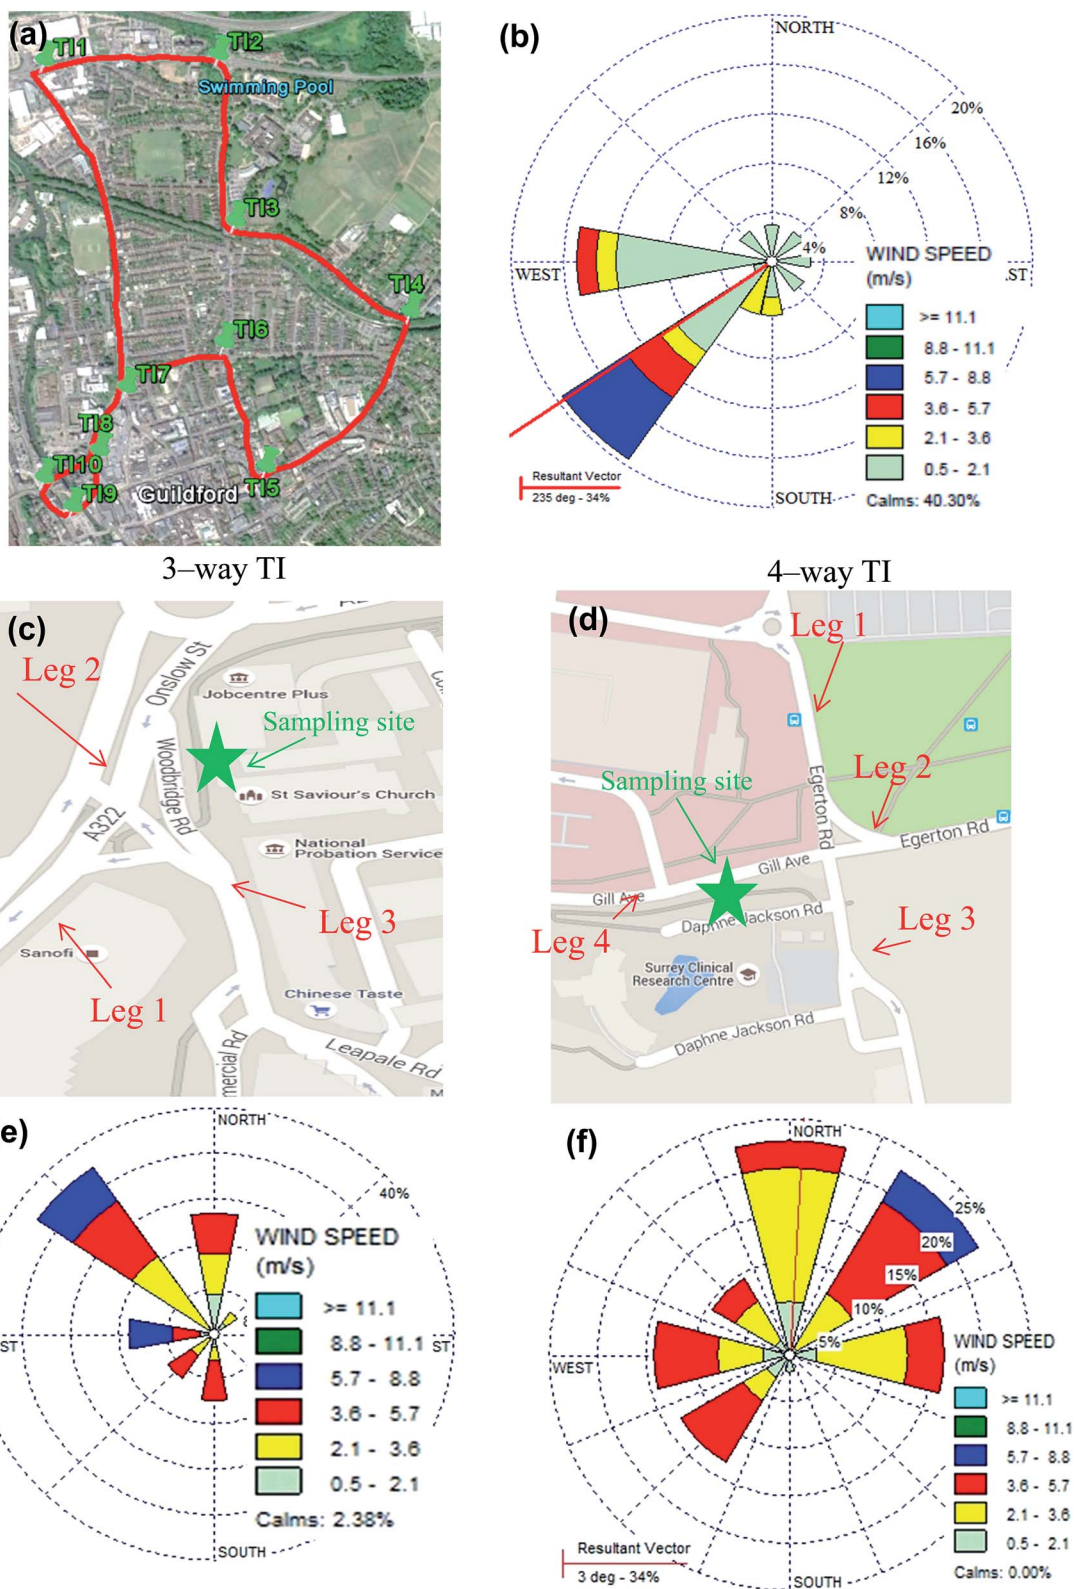 (a)
TI1
TI2
Swimming Pool
TI3
TI4
TI6
TI7
TI8
TI10
TI9
Guildford
TI5
(b)
NORTH
20%
16%
12%
8%
4%
WEST
ST
SOUTH
WIND SPEED
(m/s)
>= 11.1
8.8 - 11.1
5.7 - 8.8
3.6 - 5.7
2.1 - 3.6
0.5 - 2.1
Calms: 40.30%
Resultant Vector
235 deg - 34%
3–way TI
4–way TI
(c)
Leg 2
Onslow St
Jobcentre Plus
Sampling site
Woodbridge Rd
St Saviour's Church
A322
National
Probation Service
Leg 3
Sanofi
Leg 1
Chinese Taste
mercial Rd
Leapale Rd
(d)
Leg 1
Leg 2
Sampling site
Egerton Rd
Egerton Rd
Gill Ave
Gill Ave
Daphne Jackson Rd
Leg 3
Leg 4
Surrey Clinical
Research Centre
Daphne Jackson Rd
e)
NORTH
40%
ST
ST
SOUTH
WIND SPEED
(m/s)
>= 11.1
8.8 - 11.1
5.7 - 8.8
3.6 - 5.7
2.1 - 3.6
0.5 - 2.1
Calms: 2.38%
(f)
NORTH
25%
20%
15%
10%
5%
WEST
SOUTH
WIND SPEED
(m/s)
>= 11.1
8.8 - 11.1
5.7 - 8.8
3.6 - 5.7
2.1 - 3.6
0.5 - 2.1
Calms: 0.00%
Resultant Vector
3 deg - 34%